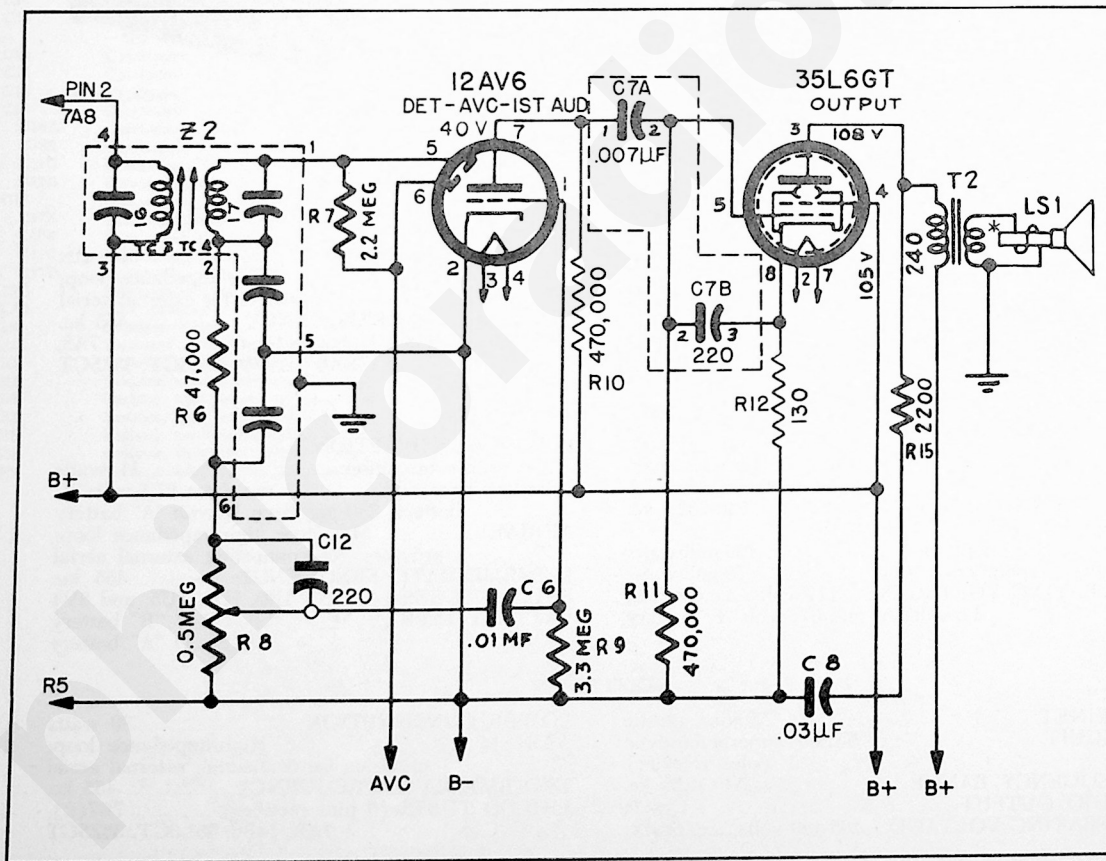 12AV6
DET-AVC-1ST AUD
40 V
7
C7A
1
2
.007µF
35L6GT
OUTPUT
3
108 V
PIN 2
7A8
4
Z2
1
5
6
16
17
TC
3
TC
4
3
2
R7
2.2 MEG
2
3
4
5
4
8
2
7
105 V
T2
240
*
LS1
C7B
2
3
220
470,000
R10
R12
130
2200
R15
47,000
R6
5
B+
6
C12
220
0.5MEG
R8
C6
.01MF
R9
3.3 MEG
R11
470,000
C8
.03µF
R5
AVC
B-
B+
B+
philcoradio